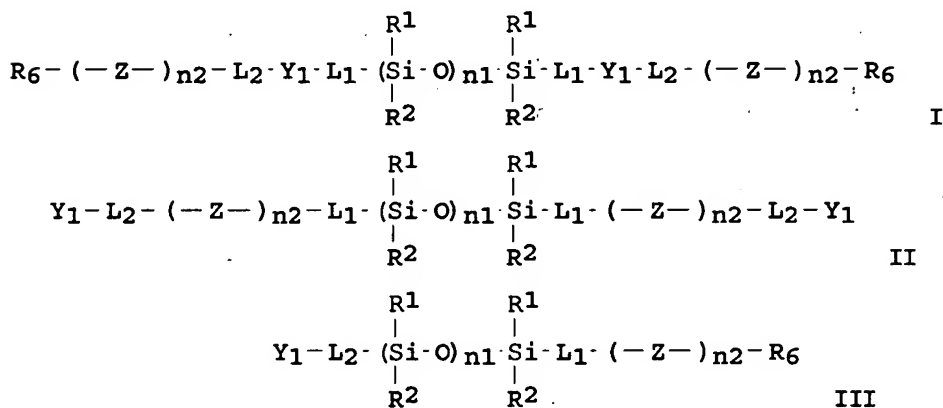 R1 R1
R6-(-Z-)n2-L2-Y1-L1-(Si-O)n1-Si-L1-Y1-L2-(-Z-)n2-R6
R2 R2
I
R1 R1
Y1-L2-(-Z-)n2-L1-(Si-O)n1-Si-L1-(-Z-)n2-L2-Y1
R2 R2
II
R1 R1
Y1-L2-(Si-O)n1-Si-L1-(-Z-)n2-R6
R2 R2
III